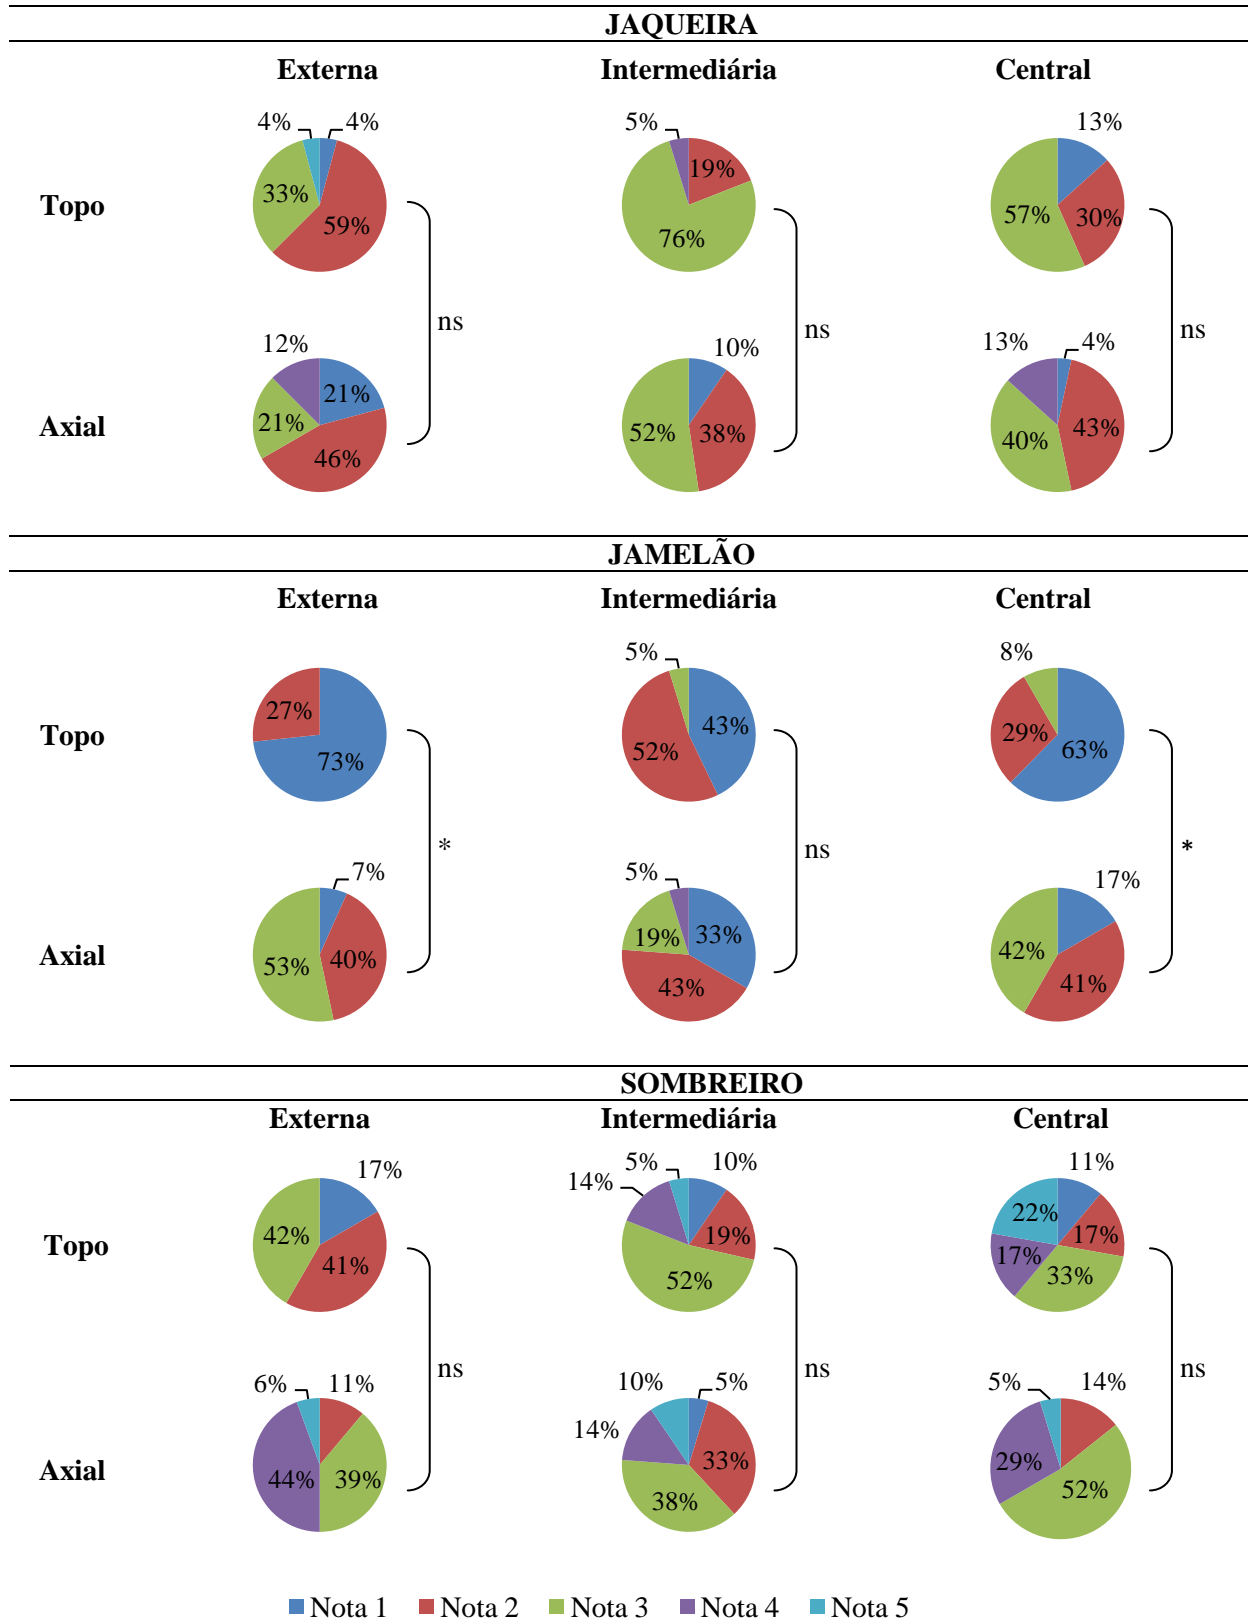 JAQUEIRA
Externa Intermediária Central
4% 4% 5% 13%
Topo 33% 59% 19% 76% 57% 30%
ns ns ns
12% 10% 13% 4%
Axial 21% 21% 46% 52% 38% 40% 43%
JAMELÃO
Externa Intermediária Central
5% 8%
Topo 27% 73% 43% 52% 29% 63%
* ns *
7% 5% 17%
Axial 53% 40% 19% 33% 43% 42% 41%
SOMBREIRO
Externa Intermediária Central
17% 14% 5% 10% 11%
Topo 42% 41% 19% 52% 22% 17% 17% 33%
ns ns ns
6% 11% 14% 10% 5% 5% 14%
Axial 44% 39% 33% 38% 29% 52%
Nota 1 Nota 2 Nota 3 Nota 4 Nota 5